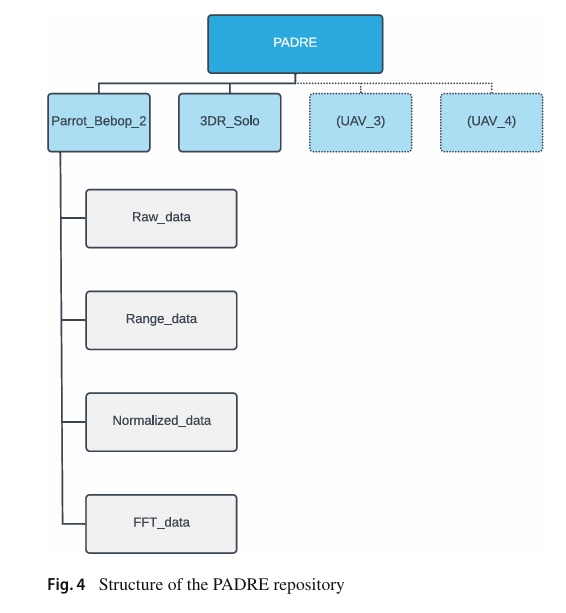 PADRE
Parrot_Bebop_2
3DR_Solo
(UAV_3)
(UAV_4)
Raw_data
Range_data
Normalized_data
FFT_data
Fig. 4 Structure of the PADRE repository